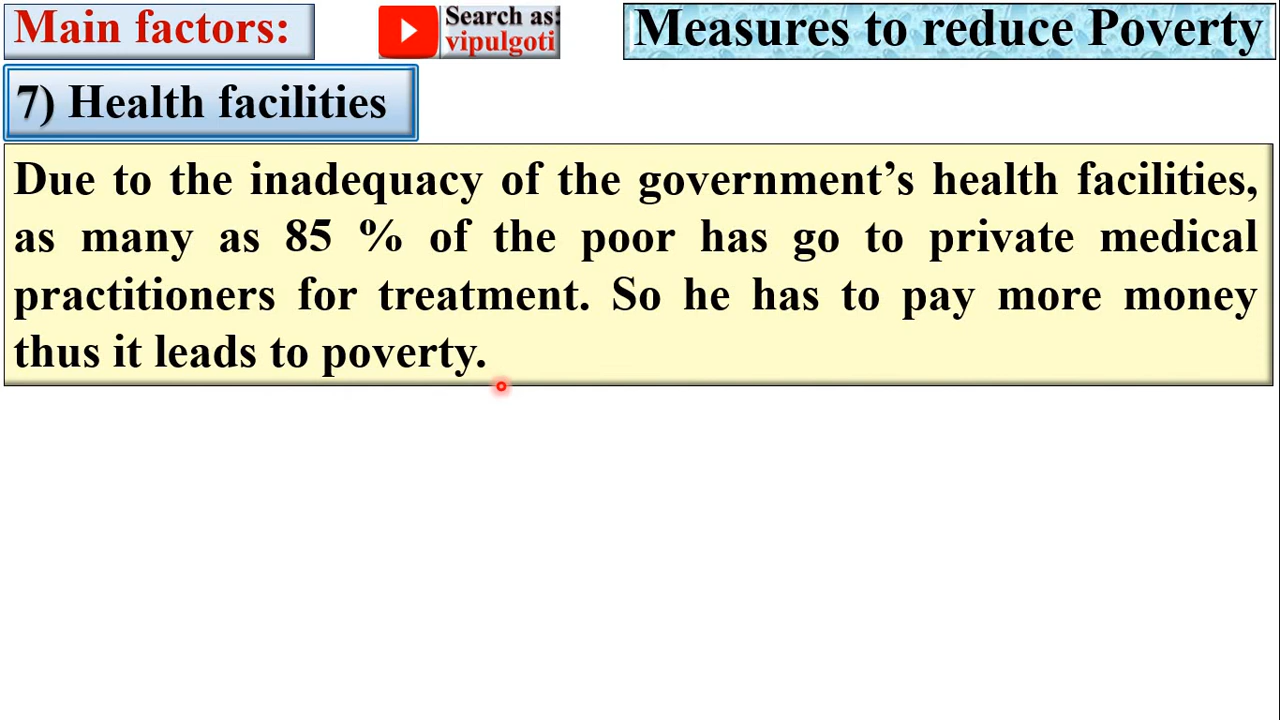 Main factors:
Search as:
vipulgoti
Measures to reduce Poverty
7) Health facilities
Due to the inadequacy of the government’s health facilities,
as many as 85 % of the poor has go to private medical
practitioners for treatment. So he has to pay more money
thus it leads to poverty.